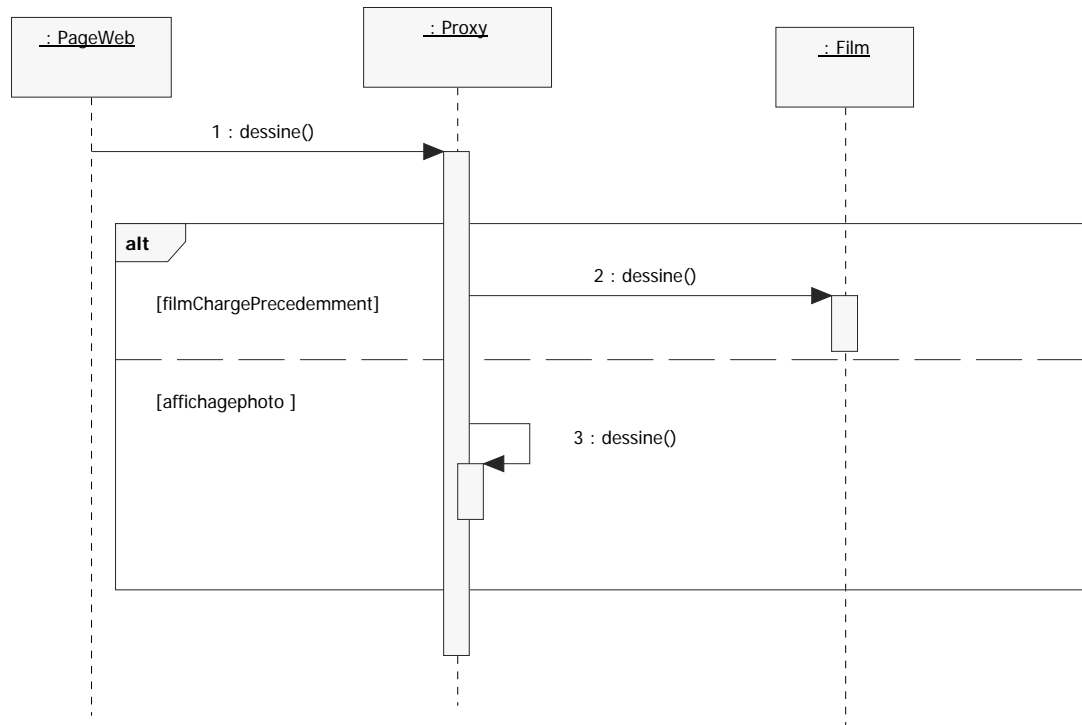 : PageWeb
: Proxy
: Film
1 : dessine()
alt
2 : dessine()
[filmChargePrecedemment]
[affichagephoto ]
3 : dessine()